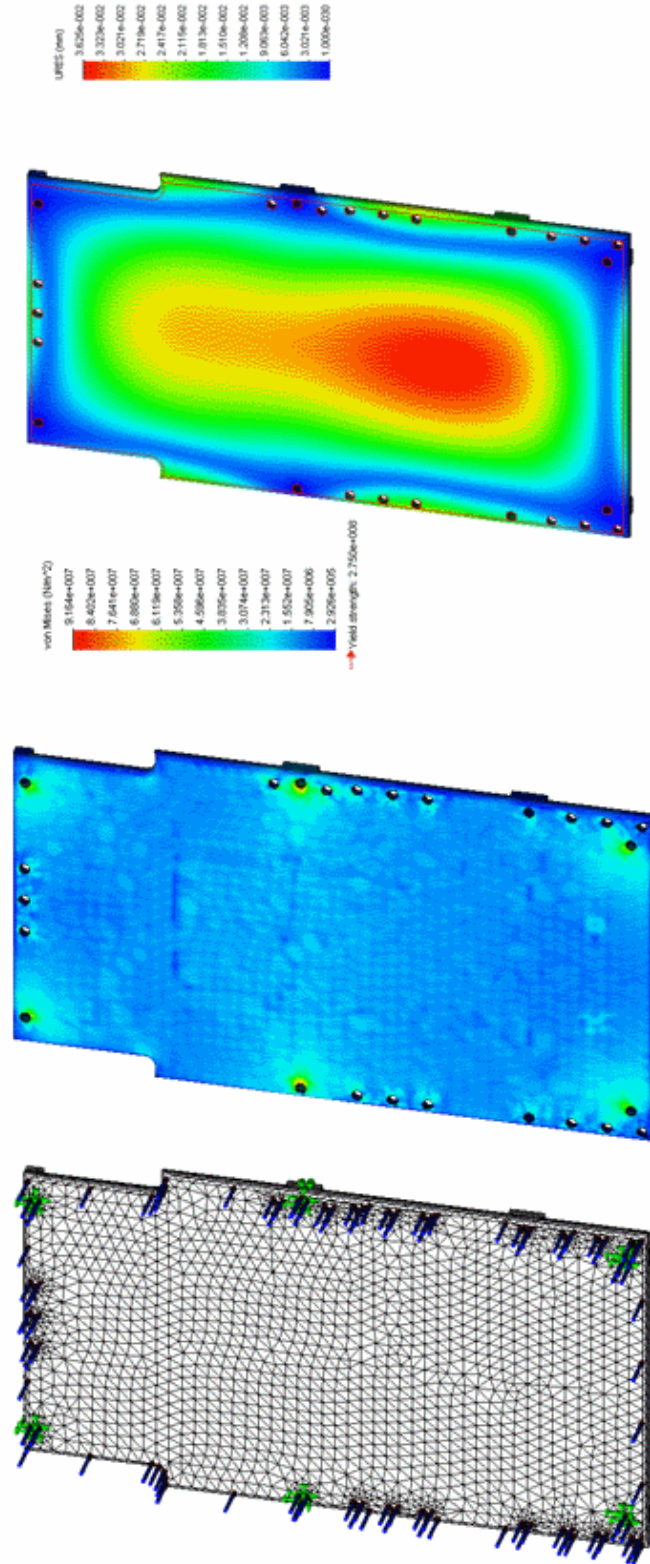 URES (mm)
3.625e-002
3.323e-002
3.021e-002
2.719e-002
2.417e-002
2.115e-002
1.813e-002
1.510e-002
1.208e-002
9.063e-003
6.042e-003
3.021e-003
1.000e-030
von Mises (N/m^2)
9.164e+007
8.402e+007
7.641e+007
6.880e+007
6.119e+007
5.358e+007
4.596e+007
3.835e+007
3.074e+007
2.313e+007
1.552e+007
7.905e+006
2.926e+005
Yield strength: 2.750e+008